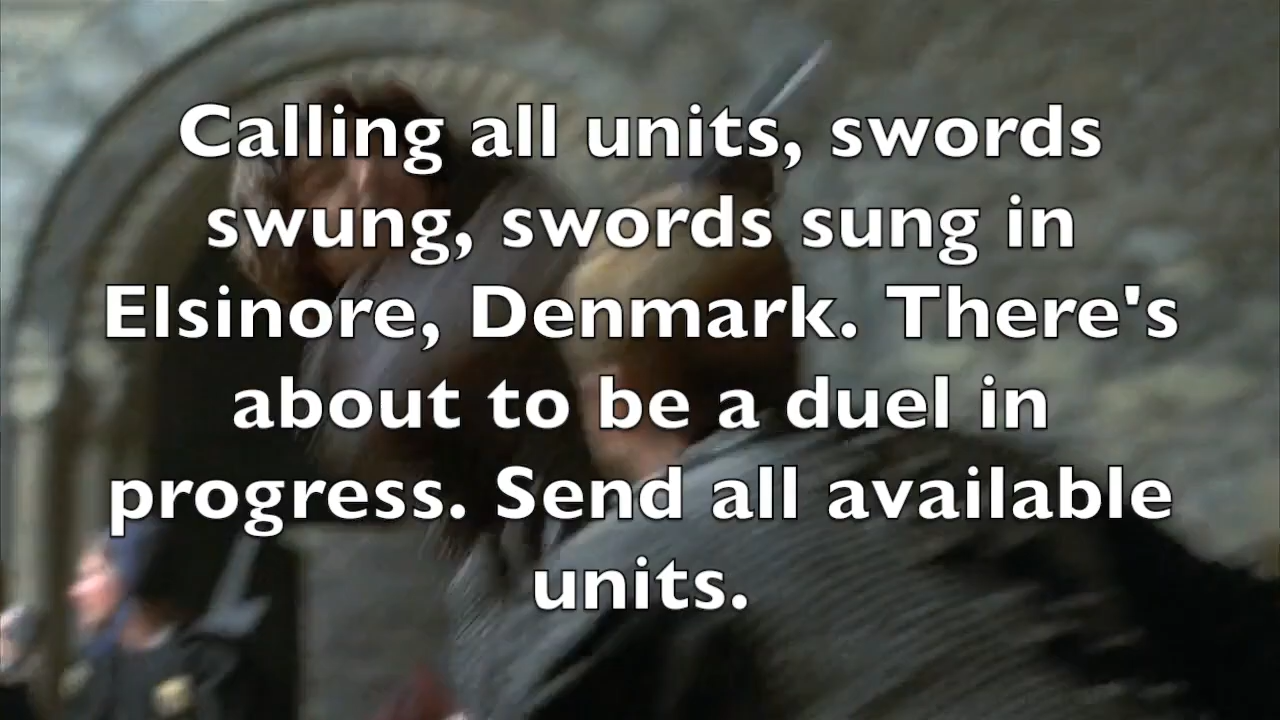 Calling all units, swords
swung, swords sung in
Elsinore, Denmark. There's
about to be a duel in
progress. Send all available
units.